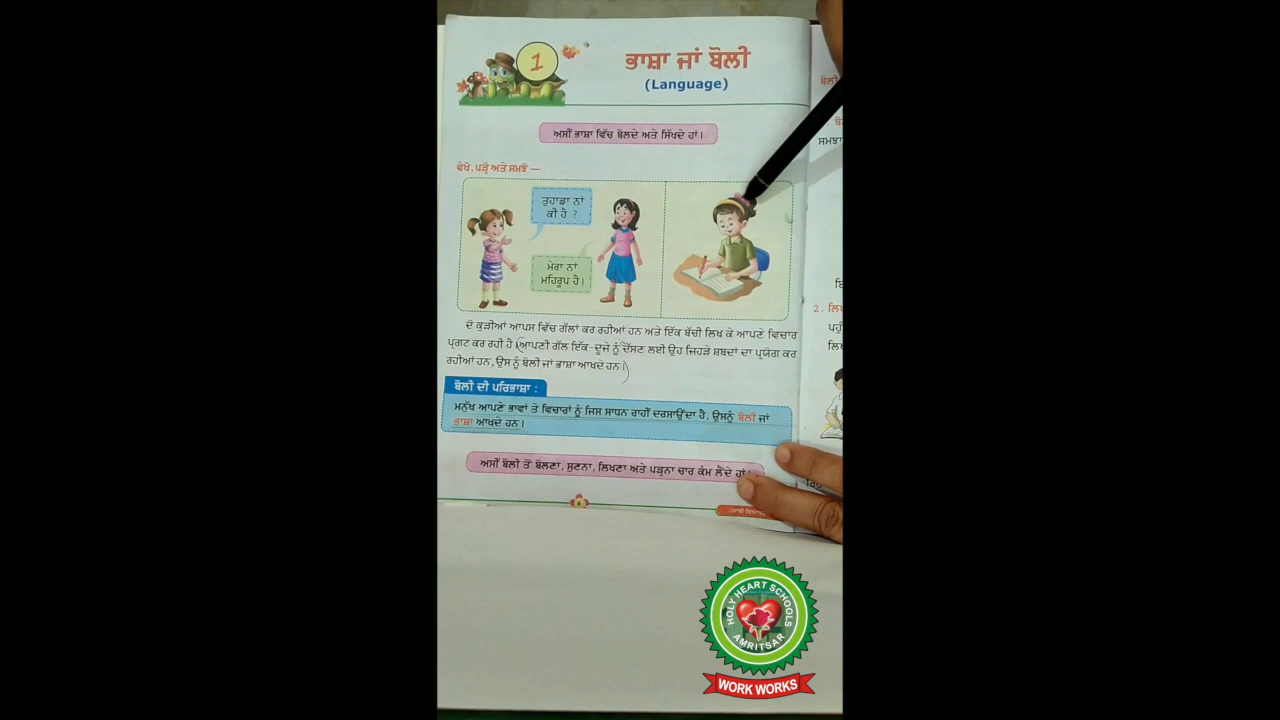 1
ਭਾਸ਼ਾ ਜਾਂ ਬੋਲੀ
(Language)
ਅਸੀਂ ਭਾਸ਼ਾ ਵਿੱਚ ਬੋਲਦੇ ਅਤੇ ਸਿੱਖਦੇ ਹਾਂ।
ਵੇਖੋ, ਪੜ੍ਹੋ ਅਤੇ ਸਮਝੋ —
ਤੁਹਾਡਾ ਨਾਂ
ਕੀ ਹੈ ?
ਮੇਰਾ ਨਾਂ
ਮਹਿਰੂਪ ਹੈ।
ਦੋ ਕੁੜੀਆਂ ਆਪਸ ਵਿੱਚ ਗੱਲਾਂ ਕਰ ਰਹੀਆਂ ਹਨ ਅਤੇ ਇੱਕ ਬੱਚੀ ਲਿਖ ਕੇ ਆਪਣੇ ਵਿਚਾਰ
ਪ੍ਰਗਟ ਕਰ ਰਹੀ ਹੈ। ਆਪਣੀ ਗੱਲ ਇੱਕ-ਦੂਜੇ ਨੂੰ ਦੱਸਣ ਲਈ ਉਹ ਜਿਹੜੇ ਸ਼ਬਦਾਂ ਦਾ ਪ੍ਰਯੋਗ ਕਰ
ਰਹੀਆਂ ਹਨ, ਉਸ ਨੂੰ ਬੋਲੀ ਜਾਂ ਭਾਸ਼ਾ ਆਖਦੇ ਹਨ।
ਬੋਲੀ ਦੀ ਪਰਿਭਾਸ਼ਾ :
ਮਨੁੱਖ ਆਪਣੇ ਭਾਵਾਂ ਤੇ ਵਿਚਾਰਾਂ ਨੂੰ ਜਿਸ ਸਾਧਨ ਰਾਹੀਂ ਦਰਸਾਉਂਦਾ ਹੈ, ਉਸਨੂੰ ਬੋਲੀ ਜਾਂ
ਭਾਸ਼ਾ ਆਖਦੇ ਹਨ।
ਅਸੀਂ ਬੋਲੀ ਤੋਂ ਬੋਲਣਾ, ਸੁਣਨਾ, ਲਿਖਣਾ ਅਤੇ ਪੜ੍ਹਨਾ ਚਾਰ ਕੰਮ ਲੈਂਦੇ ਹਾਂ।
2.
HOLY HEART SCHOOLS
AMRITSAR
WORK WORKS